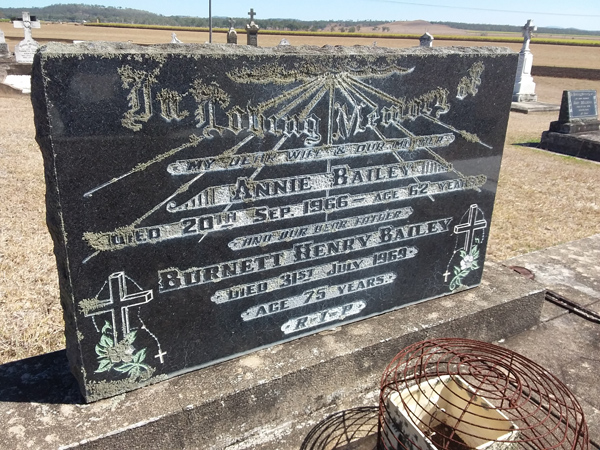 In Loving Memory of
MY DEAR WIFE & OUR MOTHER
ANNIE BAILEY
DIED 20TH SEP. 1966 - AGE 62 YEARS
AND OUR DEAR FATHER
BURNETT HENRY BAILEY
DIED 31ST JULY 1969.
AGE 75 YEARS.
R.I.P.